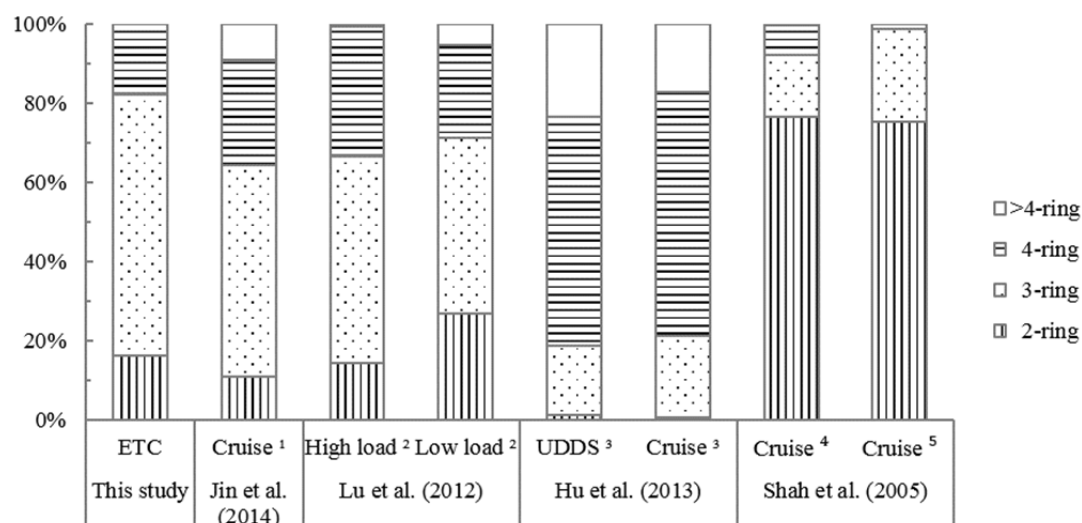 100%
80%
60%
40%
20%
0%
>4-ring
4-ring
3-ring
2-ring
ETC
Cruise ¹
High load ² Low load ²
UDDS ³
Cruise ³
Cruise ⁴
Cruise ⁵
This study
Jin et al.
(2014)
Lu et al. (2012)
Hu et al. (2013)
Shah et al. (2005)